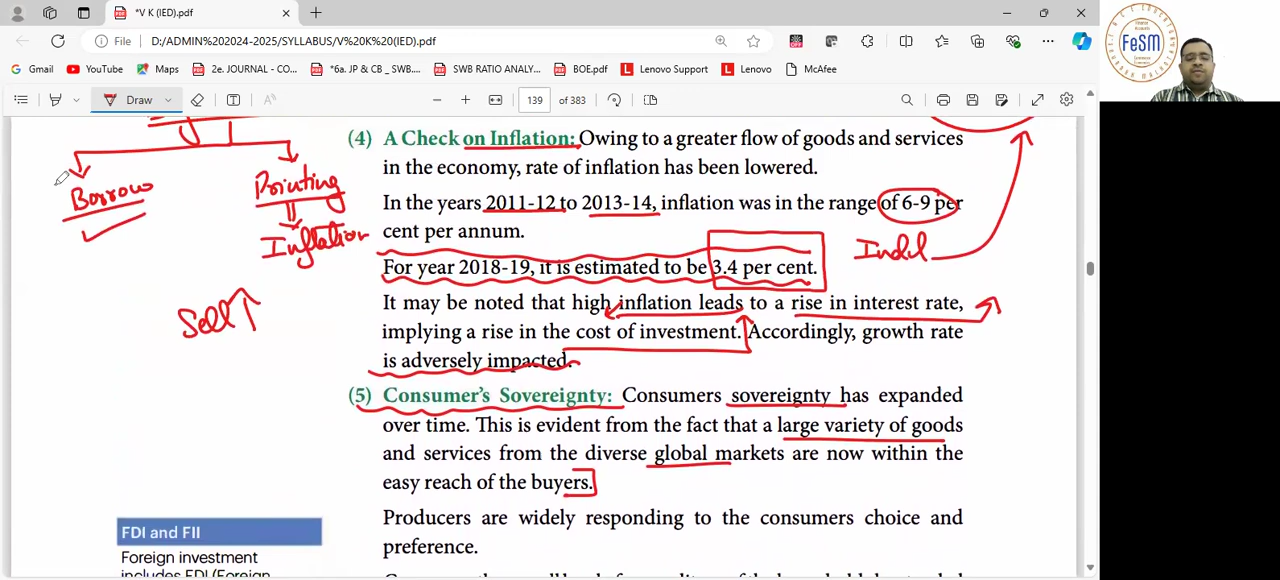 *V K (IED).pdf
File
D:/ADMIN%202024-2025/SYLLABUS/V%20K%20(IED).pdf
Gmail
YouTube
Maps
2e. JOURNAL - CO...
*6a. JP & CB _ SWB....
SWB RATIO ANALY...
BOE.pdf
Lenovo Support
Lenovo
McAfee
Draw
139 of 383
FeSM
(4) A Check on Inflation: Owing to a greater flow of goods and services
in the economy, rate of inflation has been lowered.
In the years 2011-12 to 2013-14, inflation was in the range of 6-9 per
cent per annum.
For year 2018-19, it is estimated to be 3.4 per cent.
It may be noted that high inflation leads to a rise in interest rate,
implying a rise in the cost of investment. Accordingly, growth rate
is adversely impacted.
(5) Consumer's Sovereignty: Consumers sovereignty has expanded
over time. This is evident from the fact that a large variety of goods
and services from the diverse global markets are now within the
easy reach of the buyers.
Producers are widely responding to the consumers choice and
preference.
Borrow
Printing
Inflation
Sell
FDI and FII
Foreign investment
includes FDI (Foreign